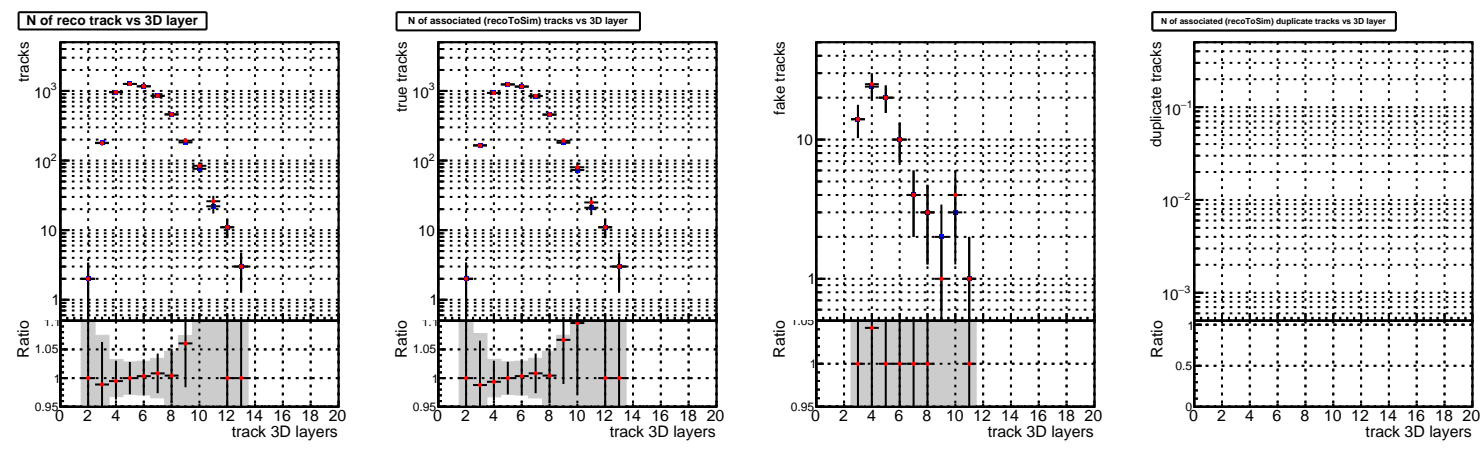 N of reco track vs 3D layer
tracks
10³
10²
10
1
Ratio
1.1
1.05
1
0.95
0 2 4 6 8 10 12 14 16 18 20
track 3D layers
N of associated (recoToSim) tracks vs 3D layer
true tracks
10³
10²
10
1
Ratio
1.1
1.05
1
0.95
0 2 4 6 8 10 12 14 16 18 20
track 3D layers
fake tracks
10
1
Ratio
1.05
1
0.95
0 2 4 6 8 10 12 14 16 18 20
track 3D layers
N of associated (recoToSim) duplicate tracks vs 3D layer
duplicate tracks
10⁻¹
10⁻²
10⁻³
Ratio
1
0.5
0
0 2 4 6 8 10 12 14 16 18 20
track 3D layers